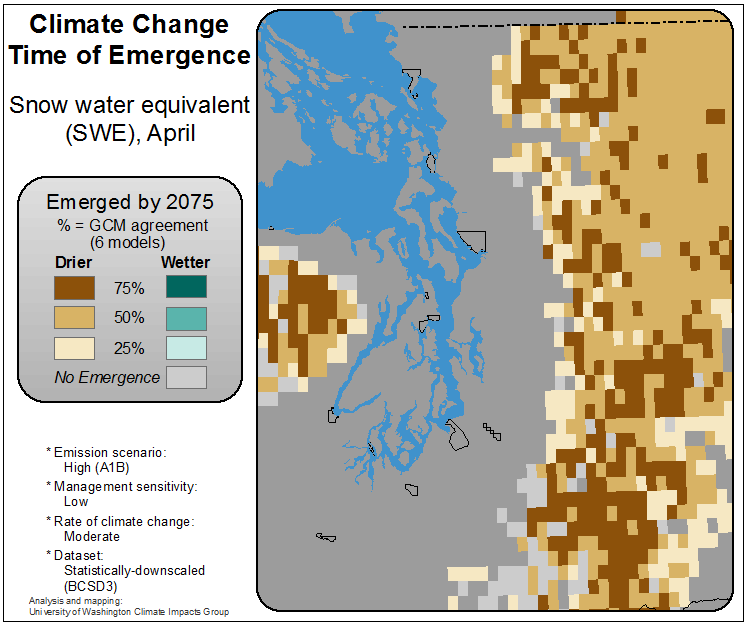 Climate Change
Time of Emergence
Snow water equivalent
(SWE), April
Emerged by 2075
% = GCM agreement
(6 models)
Drier Wetter
75%
50%
25%
No Emergence
* Emission scenario:
High (A1B)
* Management sensitivity:
Low
* Rate of climate change:
Moderate
* Dataset:
Statistically-downscaled
(BCSD3)
Analysis and mapping:
University of Washington Climate Impacts Group